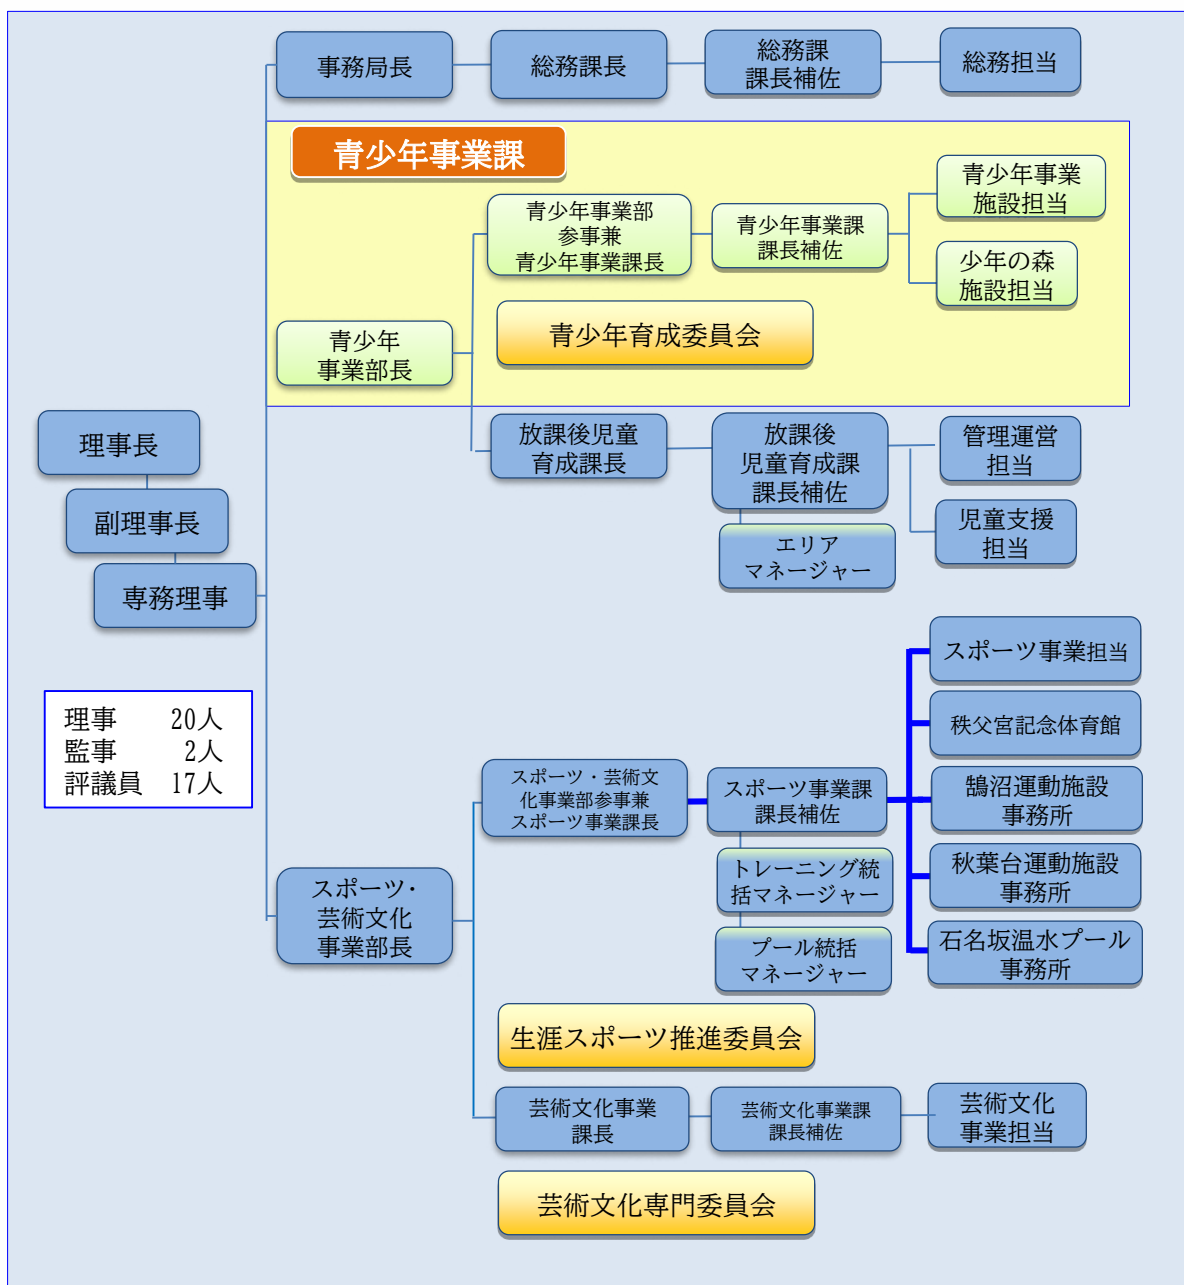 事務局長
総務課長
総務課
課長補佐
総務担当
青少年事業課
青少年事業部
参事兼
青少年事業課長
青少年事業課
課長補佐
青少年事業
施設担当
少年の森
施設担当
青少年育成委員会
青少年
事業部長
放課後児童
育成課長
放課後
児童育成課
課長補佐
管理運営
担当
児童支援
担当
エリア
マネージャー
理事長
副理事長
専務理事
理事 20人
監事 2人
評議員 17人
スポーツ・
芸術文化
事業部長
スポーツ・芸術文
化事業部参事兼
スポーツ事業課長
スポーツ事業課
課長補佐
トレーニング統
括マネージャー
プール統括
マネージャー
スポーツ事業担当
秩父宮記念体育館
鵠沼運動施設
事務所
秋葉台運動施設
事務所
石名坂温水プール
事務所
生涯スポーツ推進委員会
芸術文化事業
課長
芸術文化事業課
課長補佐
芸術文化
事業担当
芸術文化専門委員会